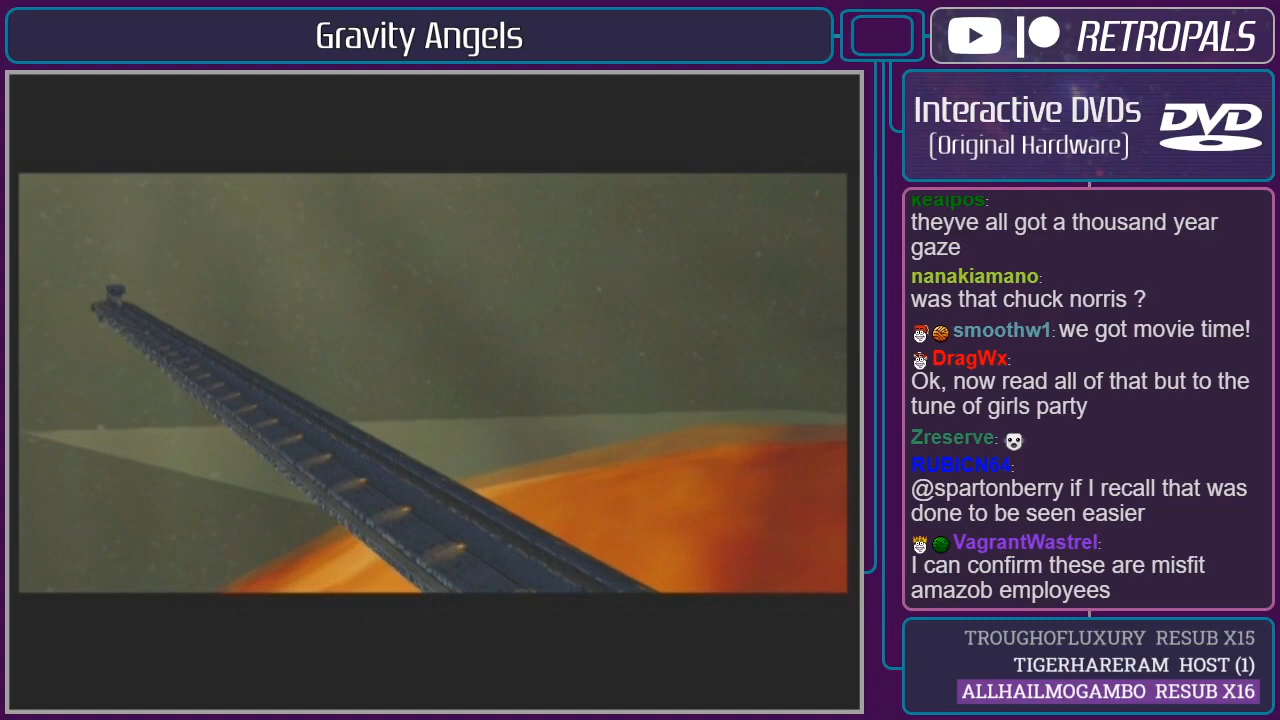 Gravity Angels
RETROPALS
Interactive DVDs
(Original Hardware)
DVD
kealpos:
theyve all got a thousand year
gaze
nanakiamano:
was that chuck norris ?
smoothw1: we got movie time!
DragWx:
Ok, now read all of that but to the
tune of girls party
Zreserve:
RUBICN64:
@spartonberry if I recall that was
done to be seen easier
VagrantWastrel:
I can confirm these are misfit
amazob employees
TROUGHOFLUXURY RESUB X15
TIGERHARERAM HOST (1)
ALLHAILMOGAMBO RESUB X16